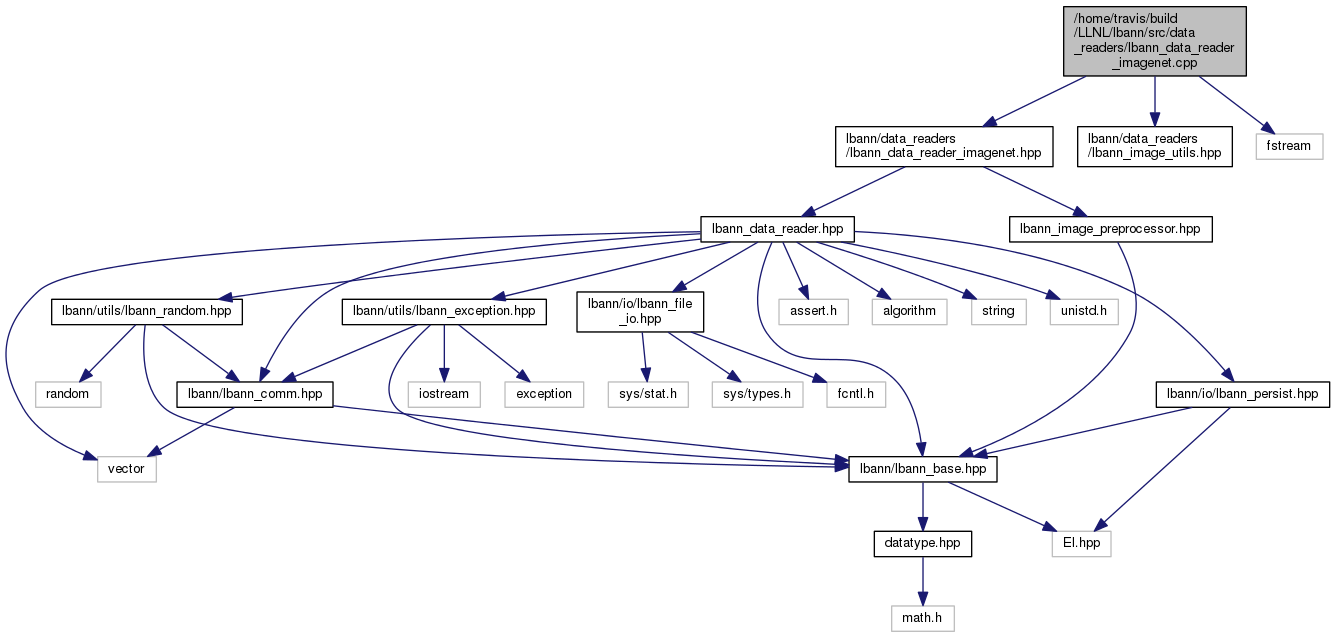 /home/travis/build
/LLNL/lbann/src/data
_readers/lbann_data_reader
_imagenet.cpp
lbann/data_readers
/lbann_data_reader_imagenet.hpp
lbann/data_readers
/lbann_image_utils.hpp
fstream
lbann_data_reader.hpp
lbann_image_preprocessor.hpp
lbann/utils/lbann_random.hpp
lbann/utils/lbann_exception.hpp
lbann/io/lbann_file
_io.hpp
assert.h
algorithm
string
unistd.h
random
lbann/lbann_comm.hpp
iostream
exception
sys/stat.h
sys/types.h
fcntl.h
lbann/io/lbann_persist.hpp
vector
lbann/lbann_base.hpp
datatype.hpp
El.hpp
math.h